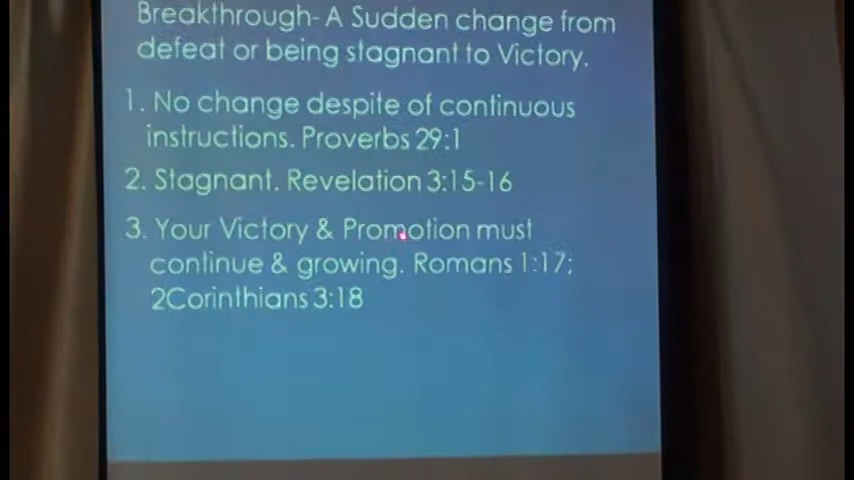 Breakthrough- A Sudden change from
defeat or being stagnant to Victory.
1. No change despite of continuous
instructions. Proverbs 29:1
2. Stagnant. Revelation 3:15-16
3. Your Victory & Promotion must
continue & growing. Romans 1:17;
2Corinthians 3:18